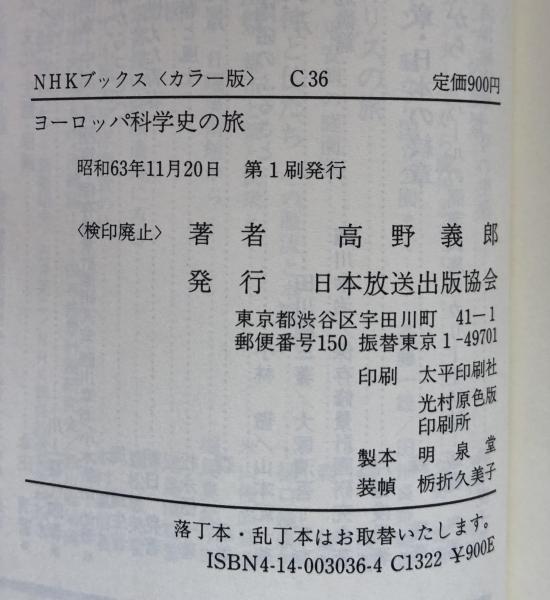 NHKブックス〈カラー版〉 C36 定価900円
ヨーロッパ科学史の旅
昭和63年11月20日 第1刷発行
〈検印廃止〉 著者 高野義郎
発行 日本放送出版協会
東京都渋谷区宇田川町 41-1
郵便番号150 振替東京1-49701
印刷 太平印刷社
光村原色版
印刷所
製本 明泉堂
装幀 栃折久美子
落丁本・乱丁本はお取替いたします。
ISBN4-14-003036-4 C1322 ¥900E